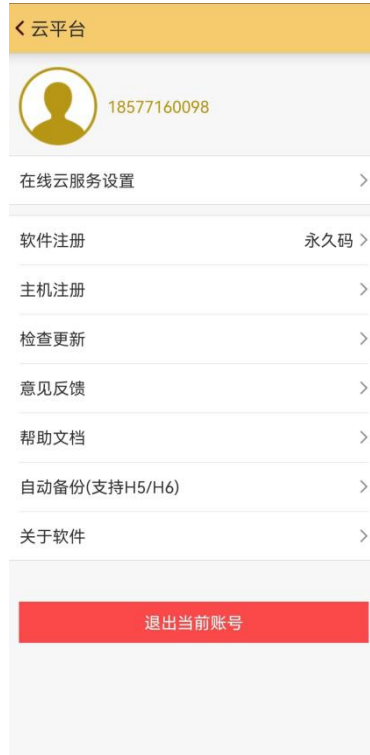 云平台
18577160098
在线云服务设置
软件注册 永久码
主机注册
检查更新
意见反馈
帮助文档
自动备份(支持H5/H6)
关于软件
退出当前账号